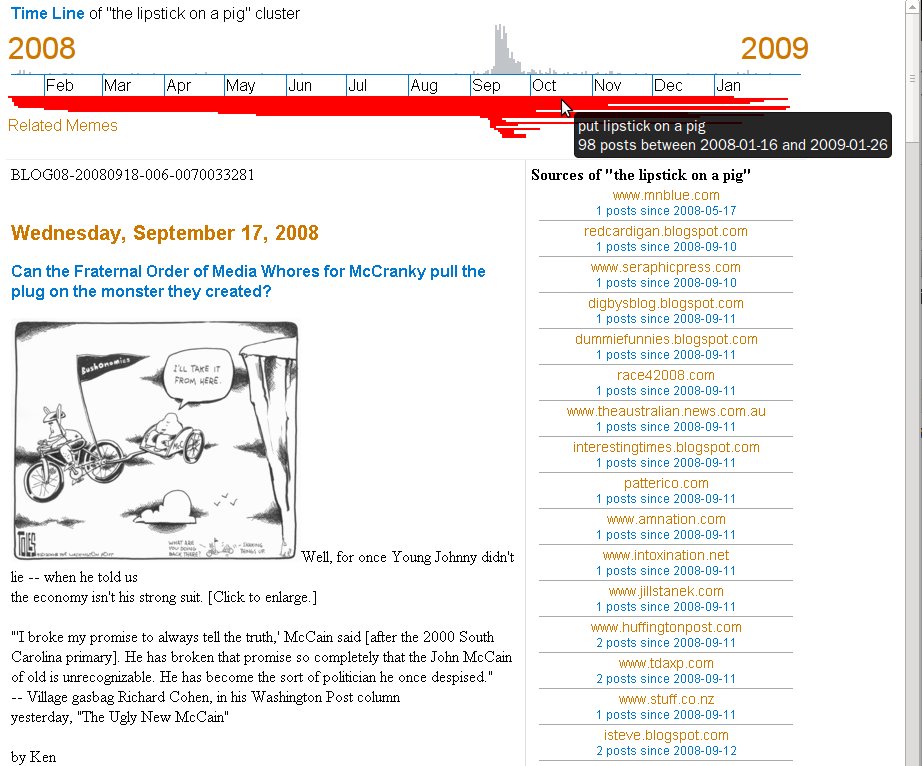 Time Line of "the lipstick on a pig" cluster
2008
2009
Feb Mar Apr May Jun Jul Aug Sep Oct Nov Dec Jan
put lipstick on a pig
98 posts between 2008-01-16 and 2009-01-26
Related Memes
BLOG08-20080918-006-0070033281
Wednesday, September 17, 2008
Can the Fraternal Order of Media Whores for McCranky pull the
plug on the monster they created?
Bushonomics
I'LL TAKE IT
FROM HERE.
WHAT ARE
YOU DOING
BACK THERE?
TOLES
Well, for once Young Johnny didn't
lie -- when he told us
the economy isn't his strong suit. [Click to enlarge.]
"'I broke my promise to always tell the truth,' McCain said [after the 2000 South
Carolina primary]. He has broken that promise so completely that the John McCain
of old is unrecognizable. He has become the sort of politician he once despised."
-- Village gasbag Richard Cohen, in his Washington Post column
yesterday, "The Ugly New McCain"
by Ken
Sources of "the lipstick on a pig"
www.mnblue.com
1 posts since 2008-05-17
redcardigan.blogspot.com
1 posts since 2008-09-10
www.seraphicpress.com
1 posts since 2008-09-10
digbysblog.blogspot.com
1 posts since 2008-09-11
dummiefunnies.blogspot.com
1 posts since 2008-09-11
race42008.com
1 posts since 2008-09-11
www.theaustralian.news.com.au
1 posts since 2008-09-11
interestingtimes.blogspot.com
1 posts since 2008-09-11
patterico.com
1 posts since 2008-09-11
www.amnation.com
1 posts since 2008-09-11
www.intoxination.net
1 posts since 2008-09-11
www.jillstanek.com
1 posts since 2008-09-11
www.huffingtonpost.com
2 posts since 2008-09-11
www.tdaxp.com
2 posts since 2008-09-11
www.stuff.co.nz
1 posts since 2008-09-11
isteve.blogspot.com
2 posts since 2008-09-12